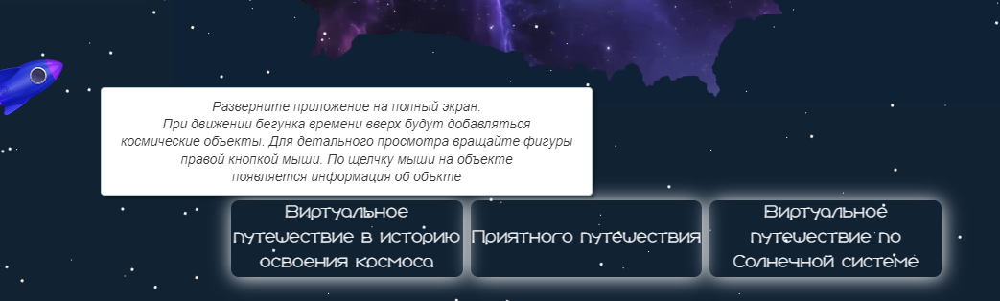 Разверните приложение на полный экран.
При движении бегунка времени вверх будут добавляться
космические объекты. Для детального просмотра вращайте фигуры
правой кнопкой мыши. По щелчку мыши на объекте
появляется информация об объкте
Виртуальное
путешествие в историю
освоения космоса
Приятного путешествия
Виртуальное
путешествие по
Солнечной системе